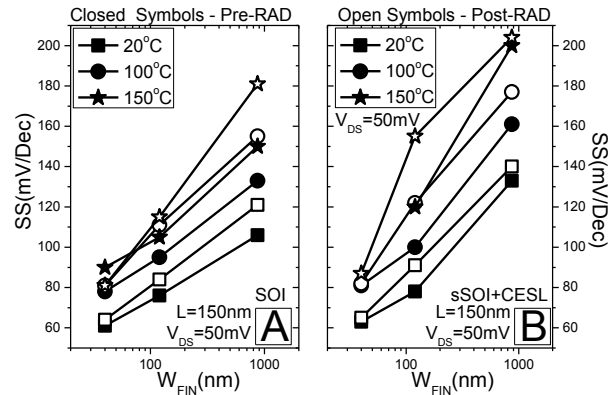 Closed Symbols - Pre-RAD
Open Symbols - Post-RAD
SS(mV/Dec)
200
180
160
140
120
100
80
60
20°C
100°C
150°C
SOI
L=150nm
V_DS=50mV
A
100
1000
W_FIN(nm)
20°C
100°C
150°C
V_DS=50mV
sSOI+CESL
L=150nm
V_DS=50mV
B
100
1000
W_FIN(nm)
200
180
160
140
120
100
80
60
SS(mV/Dec)